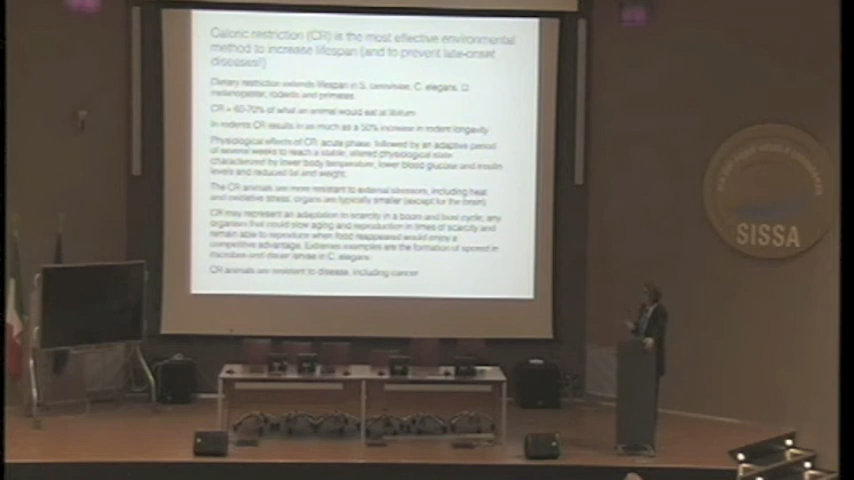 Caloric restriction (CR) is the most effective environmental
method to increase lifespan (and to prevent late-onset
diseases!)
Dietary restriction extends lifespan in S. cerevisiae, C. elegans, D.
melanogaster, rodents and primates
CR = 60-70% of what an animal would eat ad libitum
In rodents CR results in as much as a 50% increase in rodent longevity
Physiological effects of CR: acute phase, followed by an adaptive period
of several weeks to reach a stable, altered physiological state
characterized by lower body temperature, lower blood glucose and insulin
levels and reduced fat and weight.
The CR animals are more resistant to external stressors, including heat
and oxidative stress; organs are typically smaller (except for the brain)
CR may represent an adaptation to scarcity in a boom and bust cycle; any
organism that could slow aging and reproduction in times of scarcity and
remain able to reproduce when food reappeared would enjoy a
competitive advantage. Extreme examples are the formation of spores in
microbes and dauer larvae in C. elegans.
CR animals are resistant to disease, including cancer
SISSA